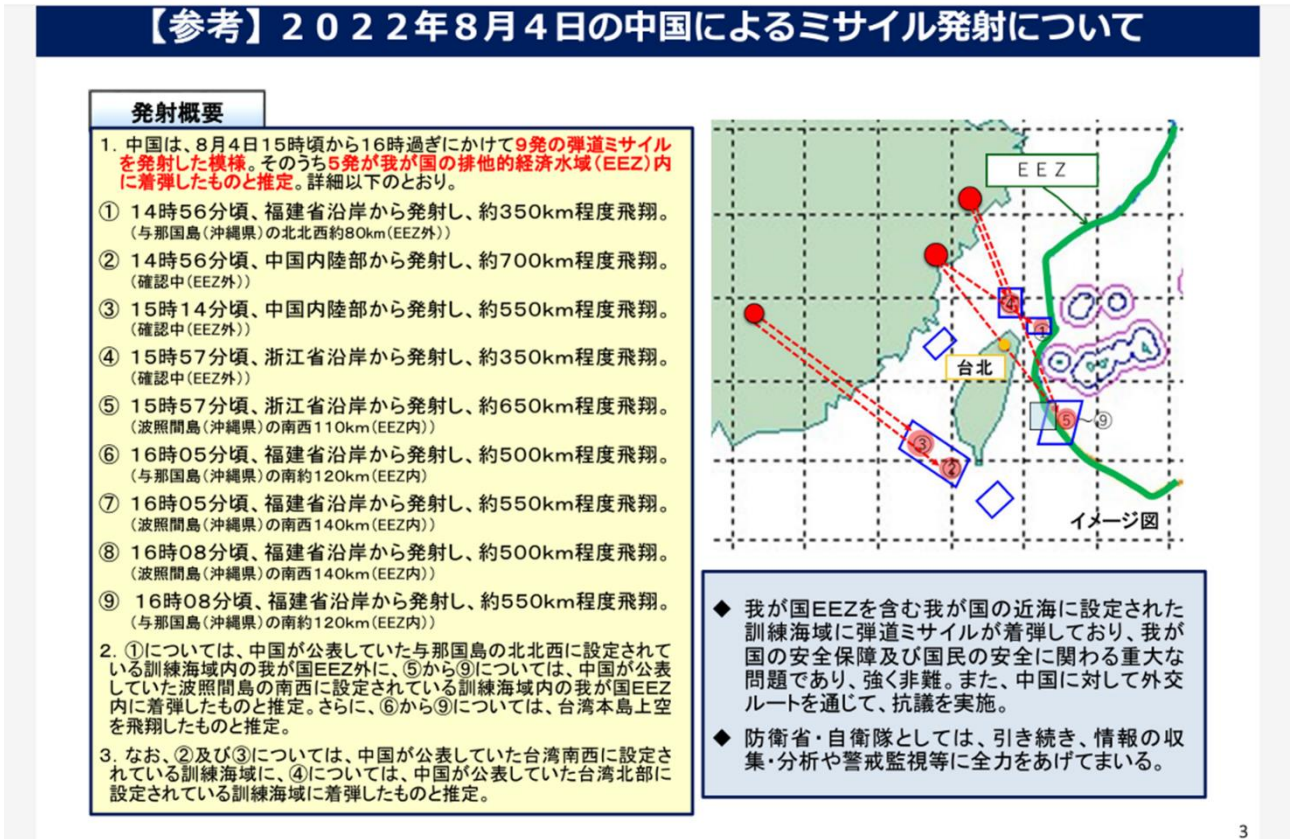 【参考】２０２２年８月４日の中国によるミサイル発射について
発射概要
1．中国は、８月４日１５時頃から１６時過ぎにかけて９発の弾道ミサイル
を発射した模様。そのうち５発が我が国の排他的経済水域（ＥＥＺ）内
に着弾したものと推定。詳細以下のとおり。
① １４時５６分頃、福建省沿岸から発射し、約３５０ｋｍ程度飛翔。
（与那国島（沖縄県）の北北西約８０ｋｍ（ＥＥＺ外））
② １４時５６分頃、中国内陸部から発射し、約７００ｋｍ程度飛翔。
（確認中（ＥＥＺ外））
③ １５時１４分頃、中国内陸部から発射し、約５５０ｋｍ程度飛翔。
（確認中（ＥＥＺ外））
④ １５時５７分頃、浙江省沿岸から発射し、約３５０ｋｍ程度飛翔。
（確認中（ＥＥＺ外））
⑤ １５時５７分頃、浙江省沿岸から発射し、約６５０ｋｍ程度飛翔。
（波照間島（沖縄県）の南西１１０ｋｍ（ＥＥＺ内））
⑥ １６時０５分頃、福建省沿岸から発射し、約５００ｋｍ程度飛翔。
（与那国島（沖縄県）の南約１２０ｋｍ（ＥＥＺ内）
⑦ １６時０５分頃、福建省沿岸から発射し、約５５０ｋｍ程度飛翔。
（波照間島（沖縄県）の南西１４０ｋｍ（ＥＥＺ内））
⑧ １６時０８分頃、福建省沿岸から発射し、約５００ｋｍ程度飛翔。
（波照間島（沖縄県）の南西１４０ｋｍ（ＥＥＺ内））
⑨ １６時０８分頃、福建省沿岸から発射し、約５５０ｋｍ程度飛翔。
（与那国島（沖縄県）の南約１２０ｋｍ（ＥＥＺ内））
2．①については、中国が公表していた与那国島の北北西に設定されて
いる訓練海域内の我が国ＥＥＺ外に、⑤から⑨については、中国が公表
していた波照間島の南西に設定されている訓練海域内の我が国ＥＥＺ
内に着弾したものと推定。さらに、⑥から⑨については、台湾本島上空
を飛翔したものと推定。
3．なお、②及び③については、中国が公表していた台湾南西に設定さ
れている訓練海域に、④については、中国が公表していた台湾北部に
設定されている訓練海域に着弾したものと推定。
ＥＥＺ
④
①
台北
⑤～⑨
③
②
イメージ図
◆ 我が国EEZを含む我が国の近海に設定された
訓練海域に弾道ミサイルが着弾しており、我が
国の安全保障及び国民の安全に関わる重大な
問題であり、強く非難。また、中国に対して外交
ルートを通じて、抗議を実施。
◆ 防衛省・自衛隊としては、引き続き、情報の収
集・分析や警戒監視等に全力をあげてまいる。
3